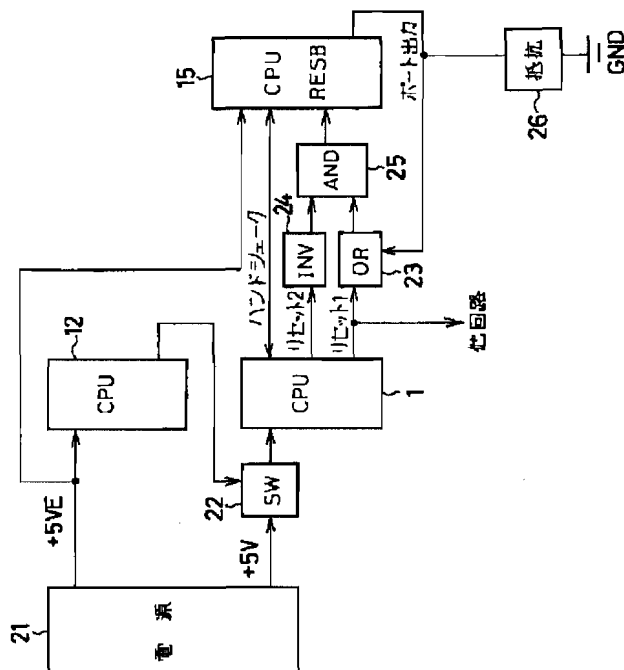 21
電源
+5VE
+5V
12
CPU
22
SW
CPU
1
ハンドシェーク
リセット2
リセット1
他回路
24
INV
OR
23
AND
25
15
CPU
RESB
ポート出力
抵抗
26
GND